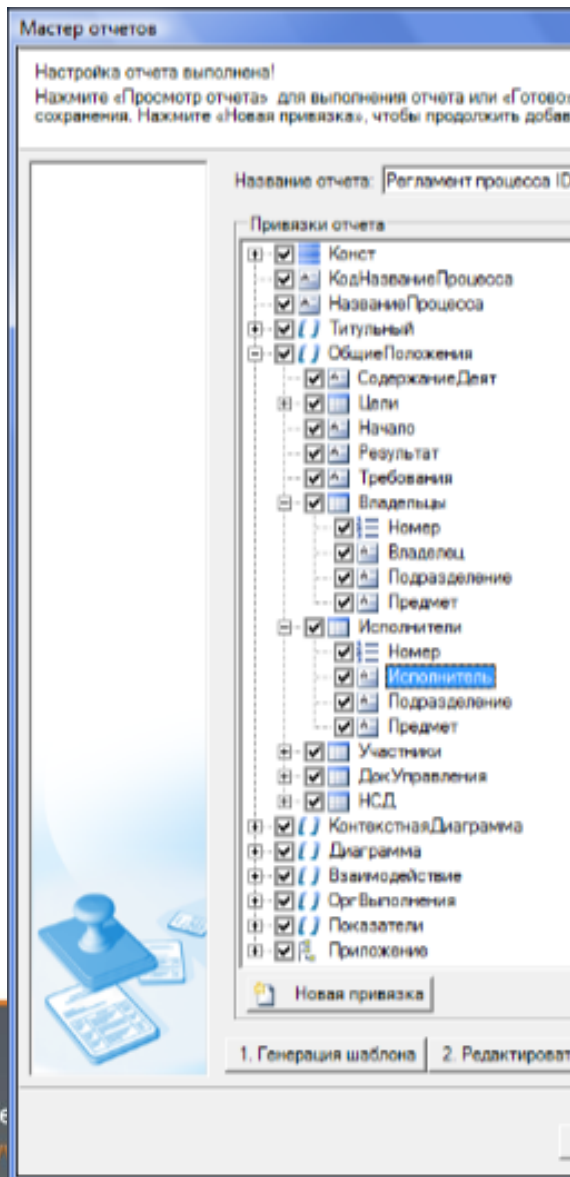 Мастер отчетов
Настройка отчета выполнена!
Нажмите «Просмотр отчета» для выполнения отчета или «Готово»
сохранения. Нажмите «Новая привязка», чтобы продолжить добав
Название отчета: Регламент процесса ID
Привязки отчета
Конст
КодНазваниеПроцесса
НазваниеПроцесса
Титульный
ОбщиеПоложения
СодержаниеДеят
Цели
Начало
Результат
Требования
Владельцы
Номер
Владелец
Подразделение
Предмет
Исполнители
Номер
Исполнитель
Подразделение
Предмет
Участники
ДокУправления
НСД
КонтекстнаяДиаграмма
Диаграмма
Взаимодействие
ОргВыполнения
Показатели
Приложение
Новая привязка
1. Генерация шаблона 2. Редактироват